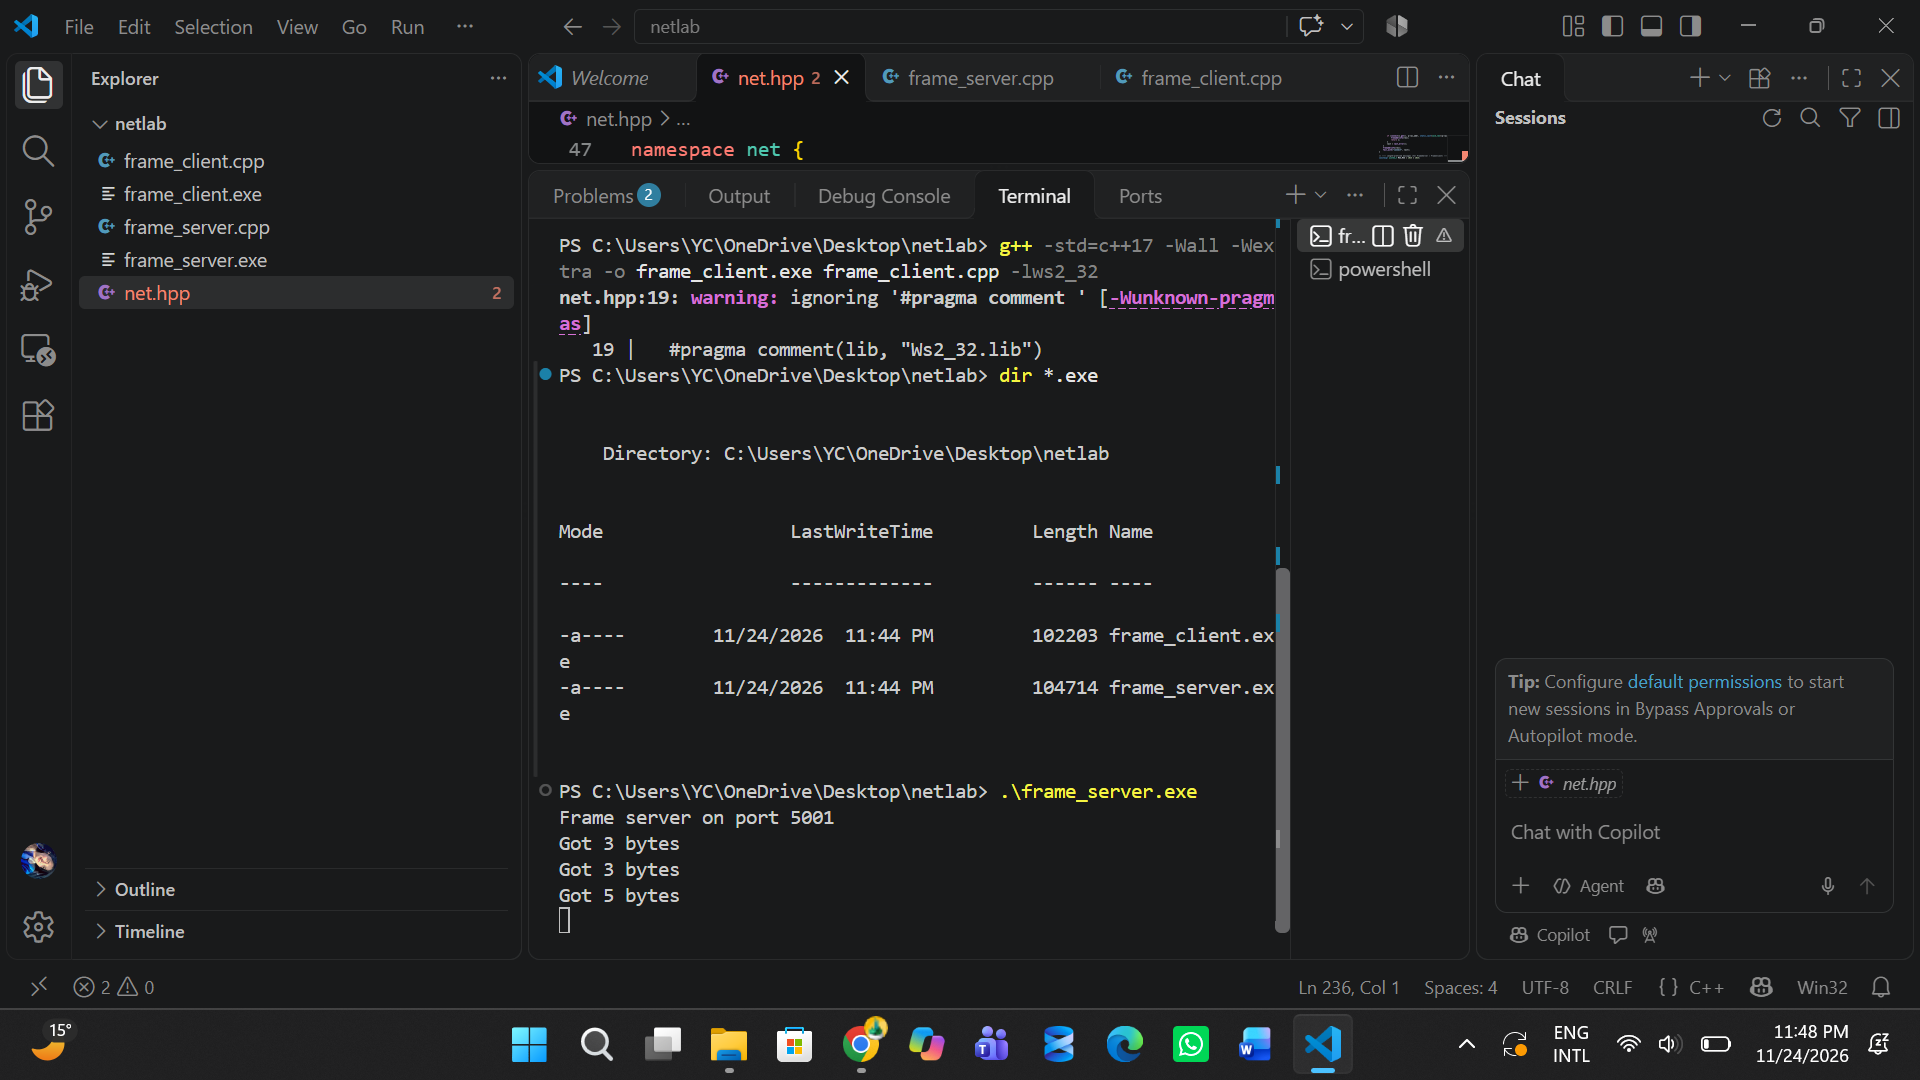 File Edit Selection View Go Run ...
netlab
Explorer
netlab
frame_client.cpp
frame_client.exe
frame_server.cpp
frame_server.exe
net.hpp 2
Outline
Timeline
Welcome
net.hpp 2
frame_server.cpp
frame_client.cpp
net.hpp > ...
47 namespace net {
Problems 2 Output Debug Console Terminal Ports
PS C:\Users\YC\OneDrive\Desktop\netlab> g++ -std=c++17 -Wall -Wex
tra -o frame_client.exe frame_client.cpp -lws2_32
net.hpp:19: warning: ignoring '#pragma comment ' [-Wunknown-pragm
as]
19 | #pragma comment(lib, "Ws2_32.lib")
PS C:\Users\YC\OneDrive\Desktop\netlab> dir *.exe
Directory: C:\Users\YC\OneDrive\Desktop\netlab
Mode LastWriteTime Length Name
---- ------------- ------ ----
-a---- 11/24/2026 11:44 PM 102203 frame_client.ex
e
-a---- 11/24/2026 11:44 PM 104714 frame_server.ex
e
PS C:\Users\YC\OneDrive\Desktop\netlab> .\frame_server.exe
Frame server on port 5001
Got 3 bytes
Got 3 bytes
Got 5 bytes
fr...
powershell
Chat
Sessions
Tip: Configure default permissions to start
new sessions in Bypass Approvals or
Autopilot mode.
net.hpp
Chat with Copilot
Agent
Copilot
2 0
Ln 236, Col 1 Spaces: 4 UTF-8 CRLF {} C++ Win32
15°
ENG
INTL
11:48 PM
11/24/2026